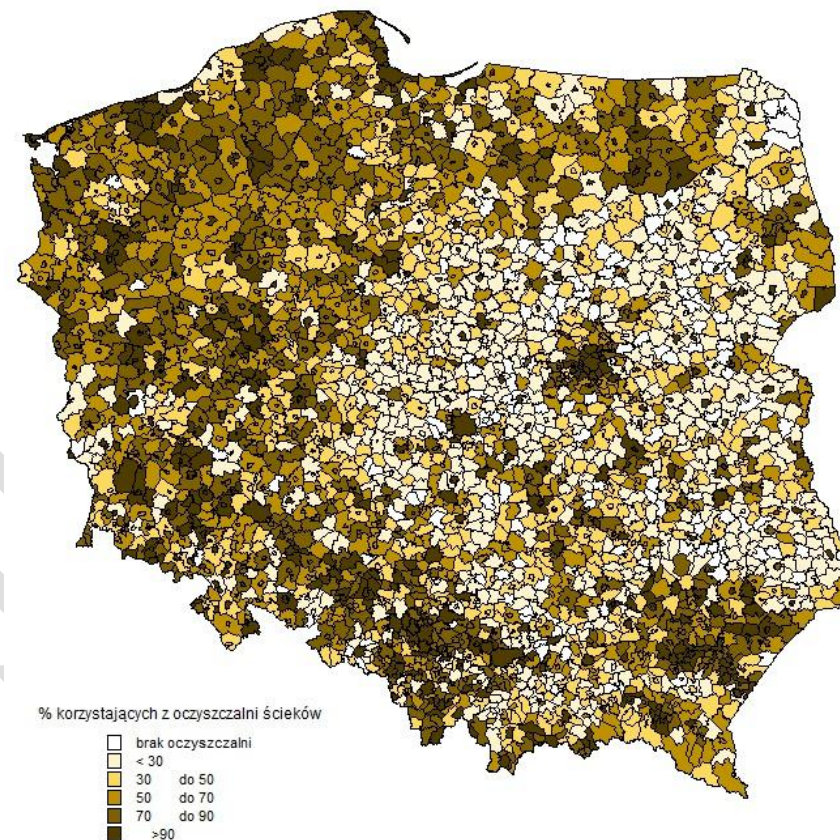 % korzystających z oczyszczalni ścieków
brak oczyszczalni
< 30
30 do 50
50 do 70
70 do 90
>90